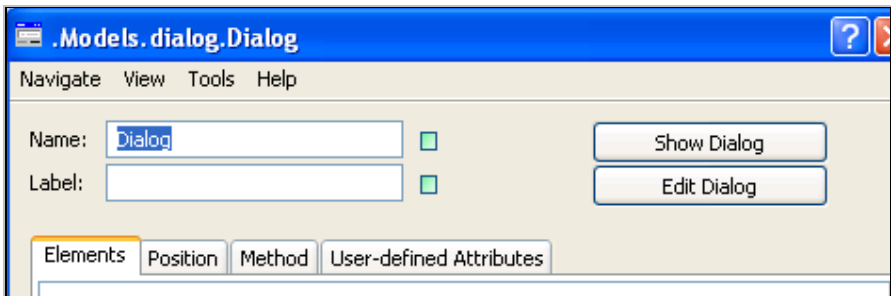 .Models.dialog.Dialog ?
Navigate View Tools Help
Name: Dialog Show Dialog
Label: Edit Dialog
Elements Position Method User-defined Attributes